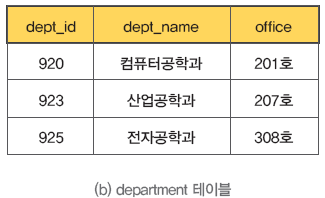 dept_id dept_name office
920 컴퓨터공학과 201호
923 산업공학과 207호
925 전자공학과 308호
(b) department 테이블